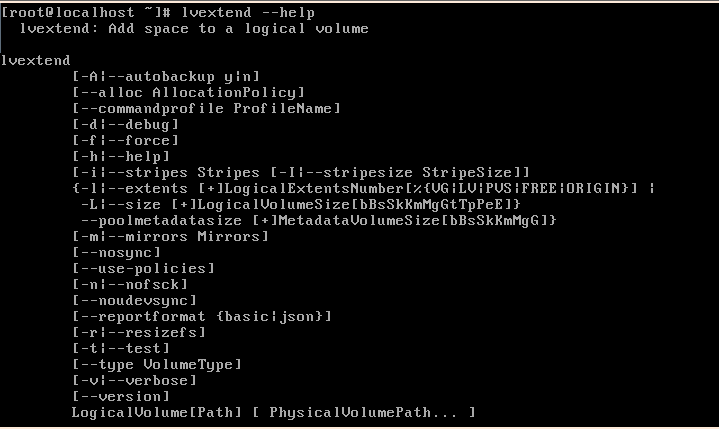 [root@localhost ~]# lvextend --help
  lvextend: Add space to a logical volume

lvextend
        [-A|--autobackup y|n]
        [--alloc AllocationPolicy]
        [--commandprofile ProfileName]
        [-d|--debug]
        [-f|--force]
        [-h|--help]
        [-i|--stripes Stripes [-I|--stripesize StripeSize]]
        {-l|--extents [+]LogicalExtentsNumber[%{VG|LV|PVS|FREE|ORIGIN}] |
         -L|--size [+]LogicalVolumeSize[bBsSkKmMgGtTpPeE]}
         --poolmetadatasize [+]MetadataVolumeSize[bBsSkKmMgG]}
        [-m|--mirrors Mirrors]
        [--nosync]
        [--use-policies]
        [-n|--nofsck]
        [--noudevsync]
        [--reportformat {basic|json}]
        [-r|--resizefs]
        [-t|--test]
        [--type VolumeType]
        [-v|--verbose]
        [--version]
        LogicalVolume[Path] [ PhysicalVolumePath... ]